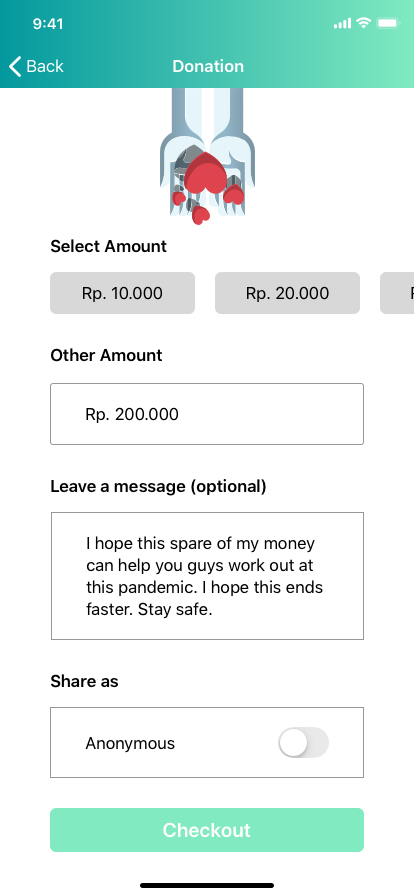 9:41
Back
Donation
Select Amount
Rp. 10.000
Rp. 20.000
Other Amount
Rp. 200.000
Leave a message (optional)
I hope this spare of my money
can help you guys work out at
this pandemic. I hope this ends
faster. Stay safe.
Share as
Anonymous
Checkout